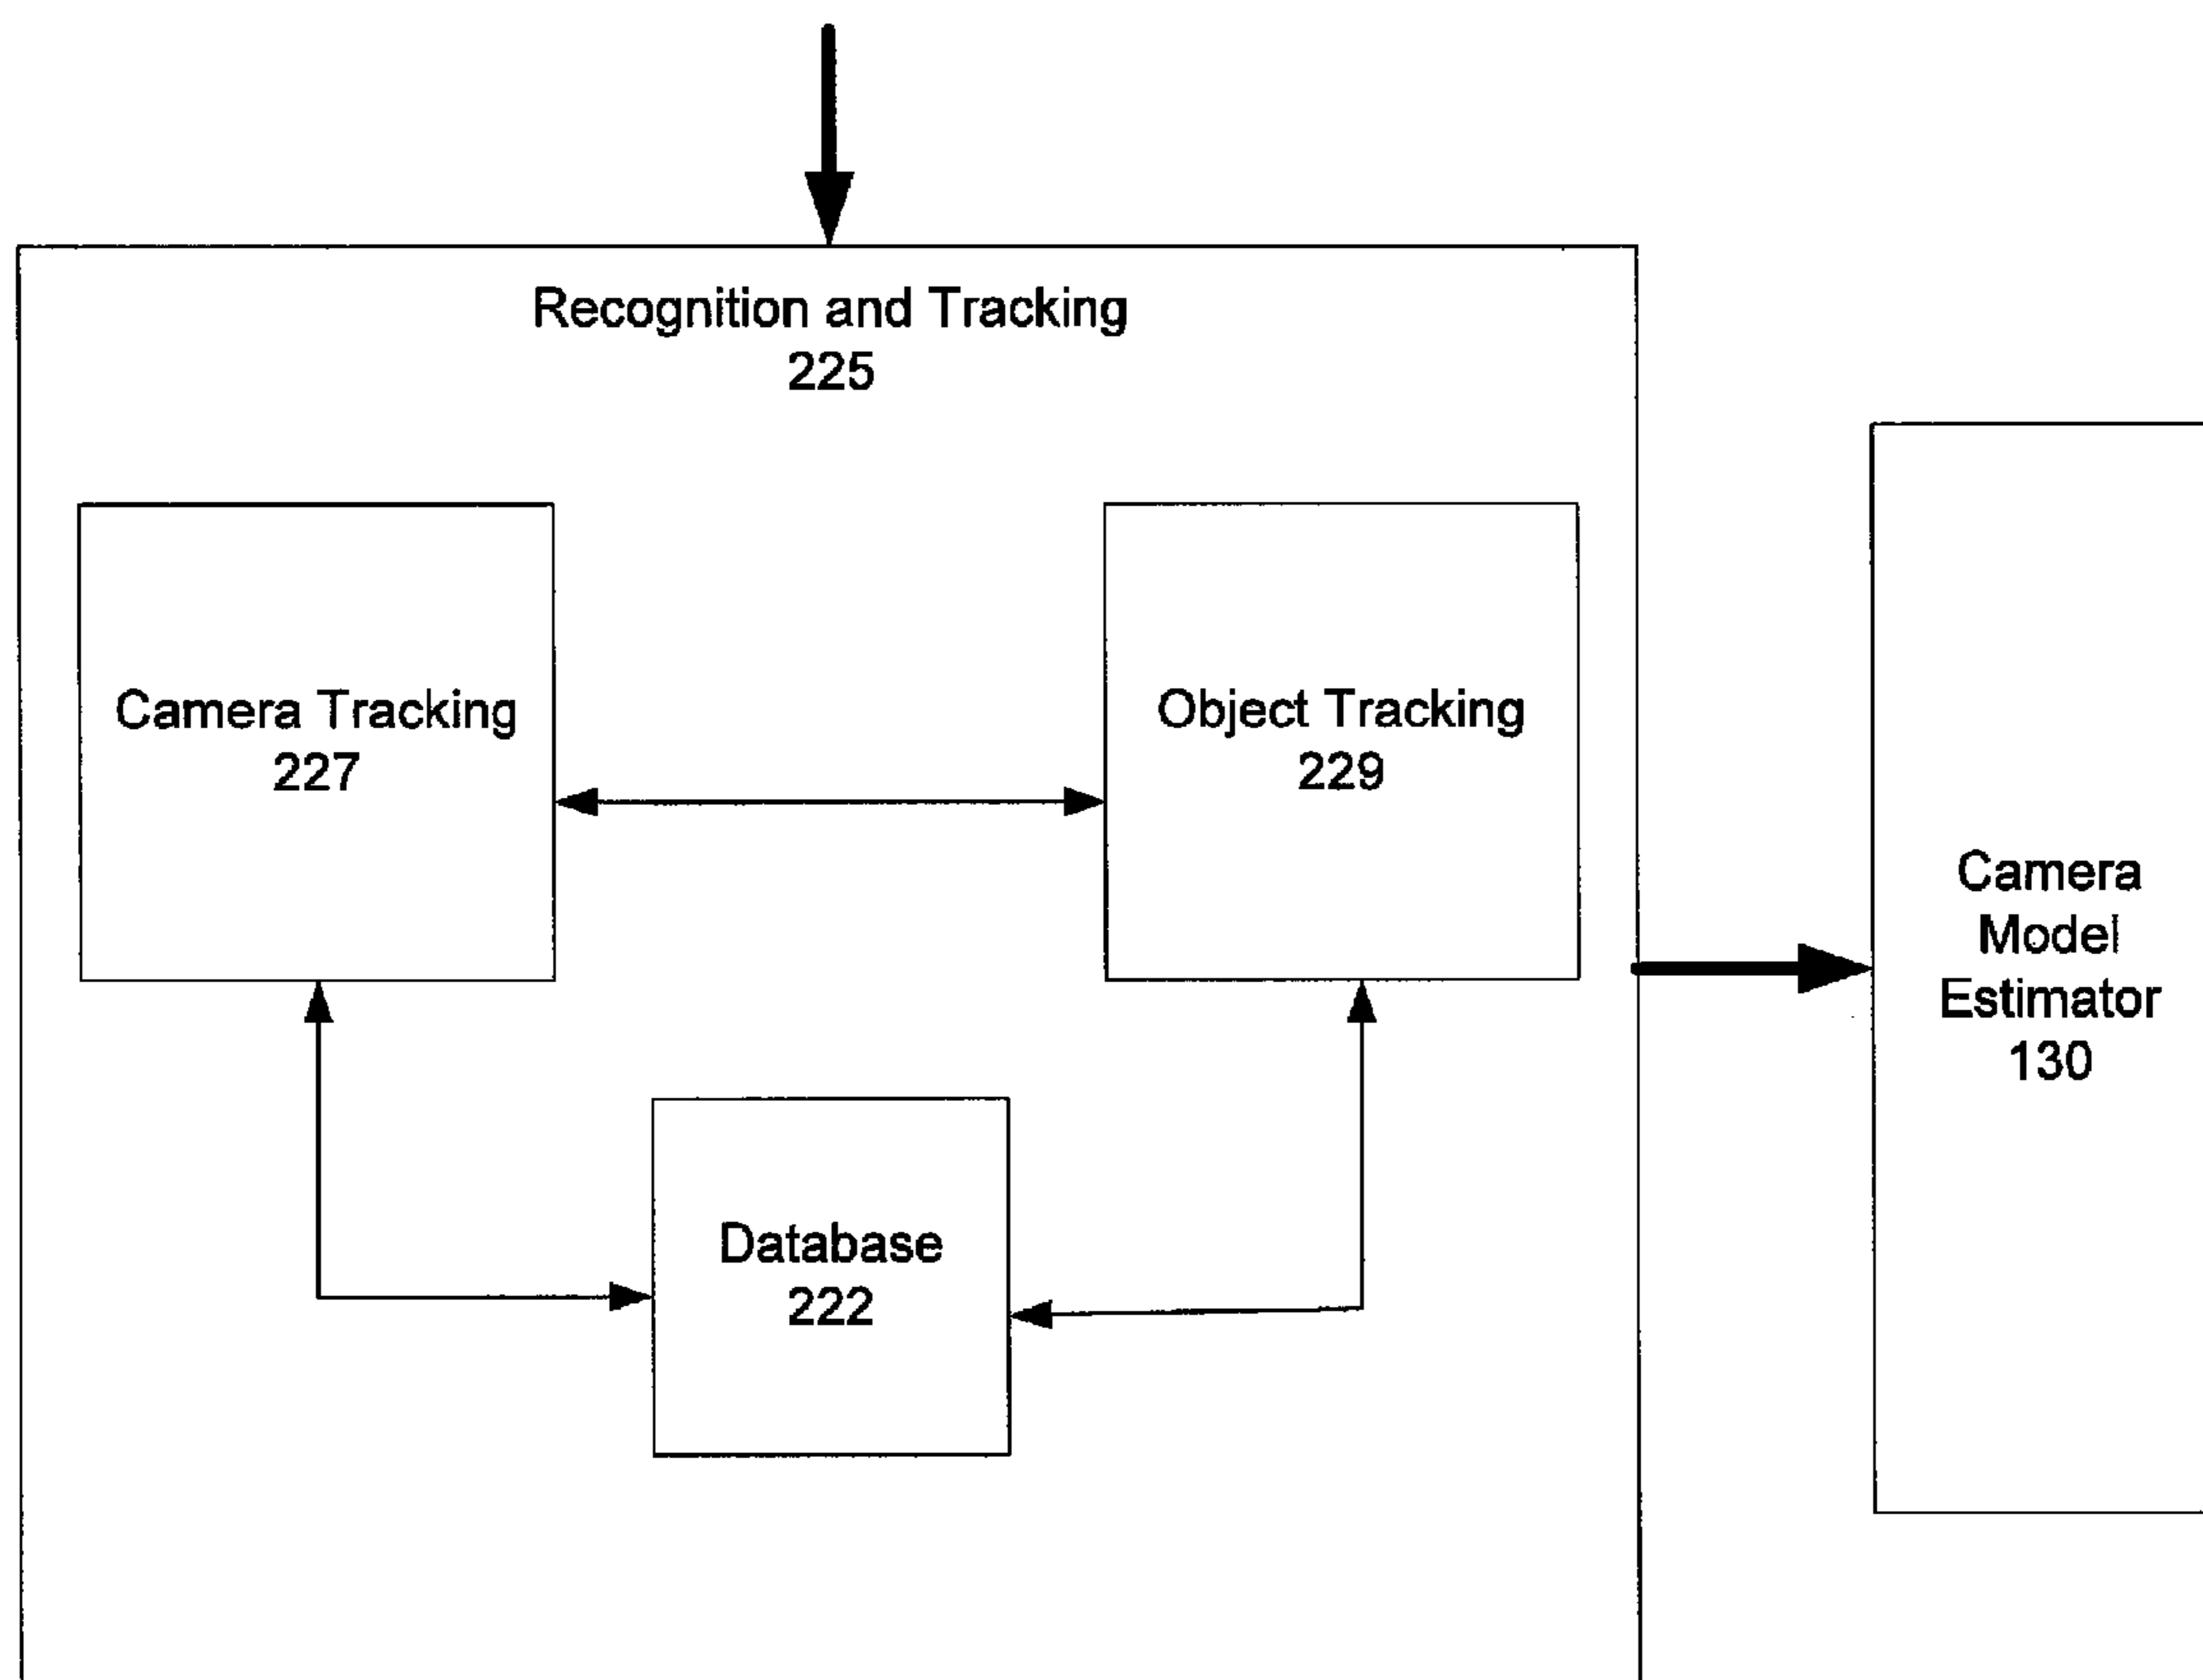 Recognition and Tracking
225
Camera Tracking
227
Object Tracking
229
Camera
Model
Estimator
130
Database
222